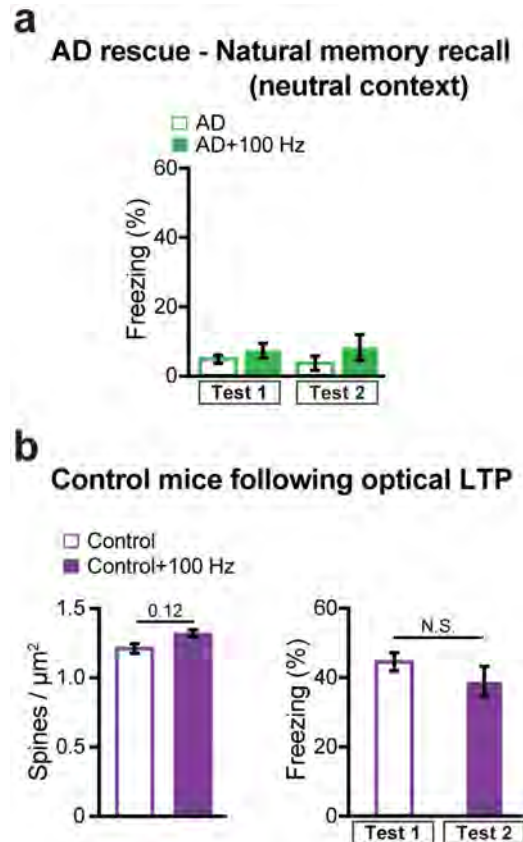 a
AD rescue - Natural memory recall
(neutral context)
AD
AD+100 Hz
Freezing (%)
60
40
20
0
Test 1
Test 2
b
Control mice following optical LTP
Control
Control+100 Hz
Spines / μm²
1.5
1.0
0.5
0
0.12
Freezing (%)
60
40
20
0
N.S.
Test 1
Test 2